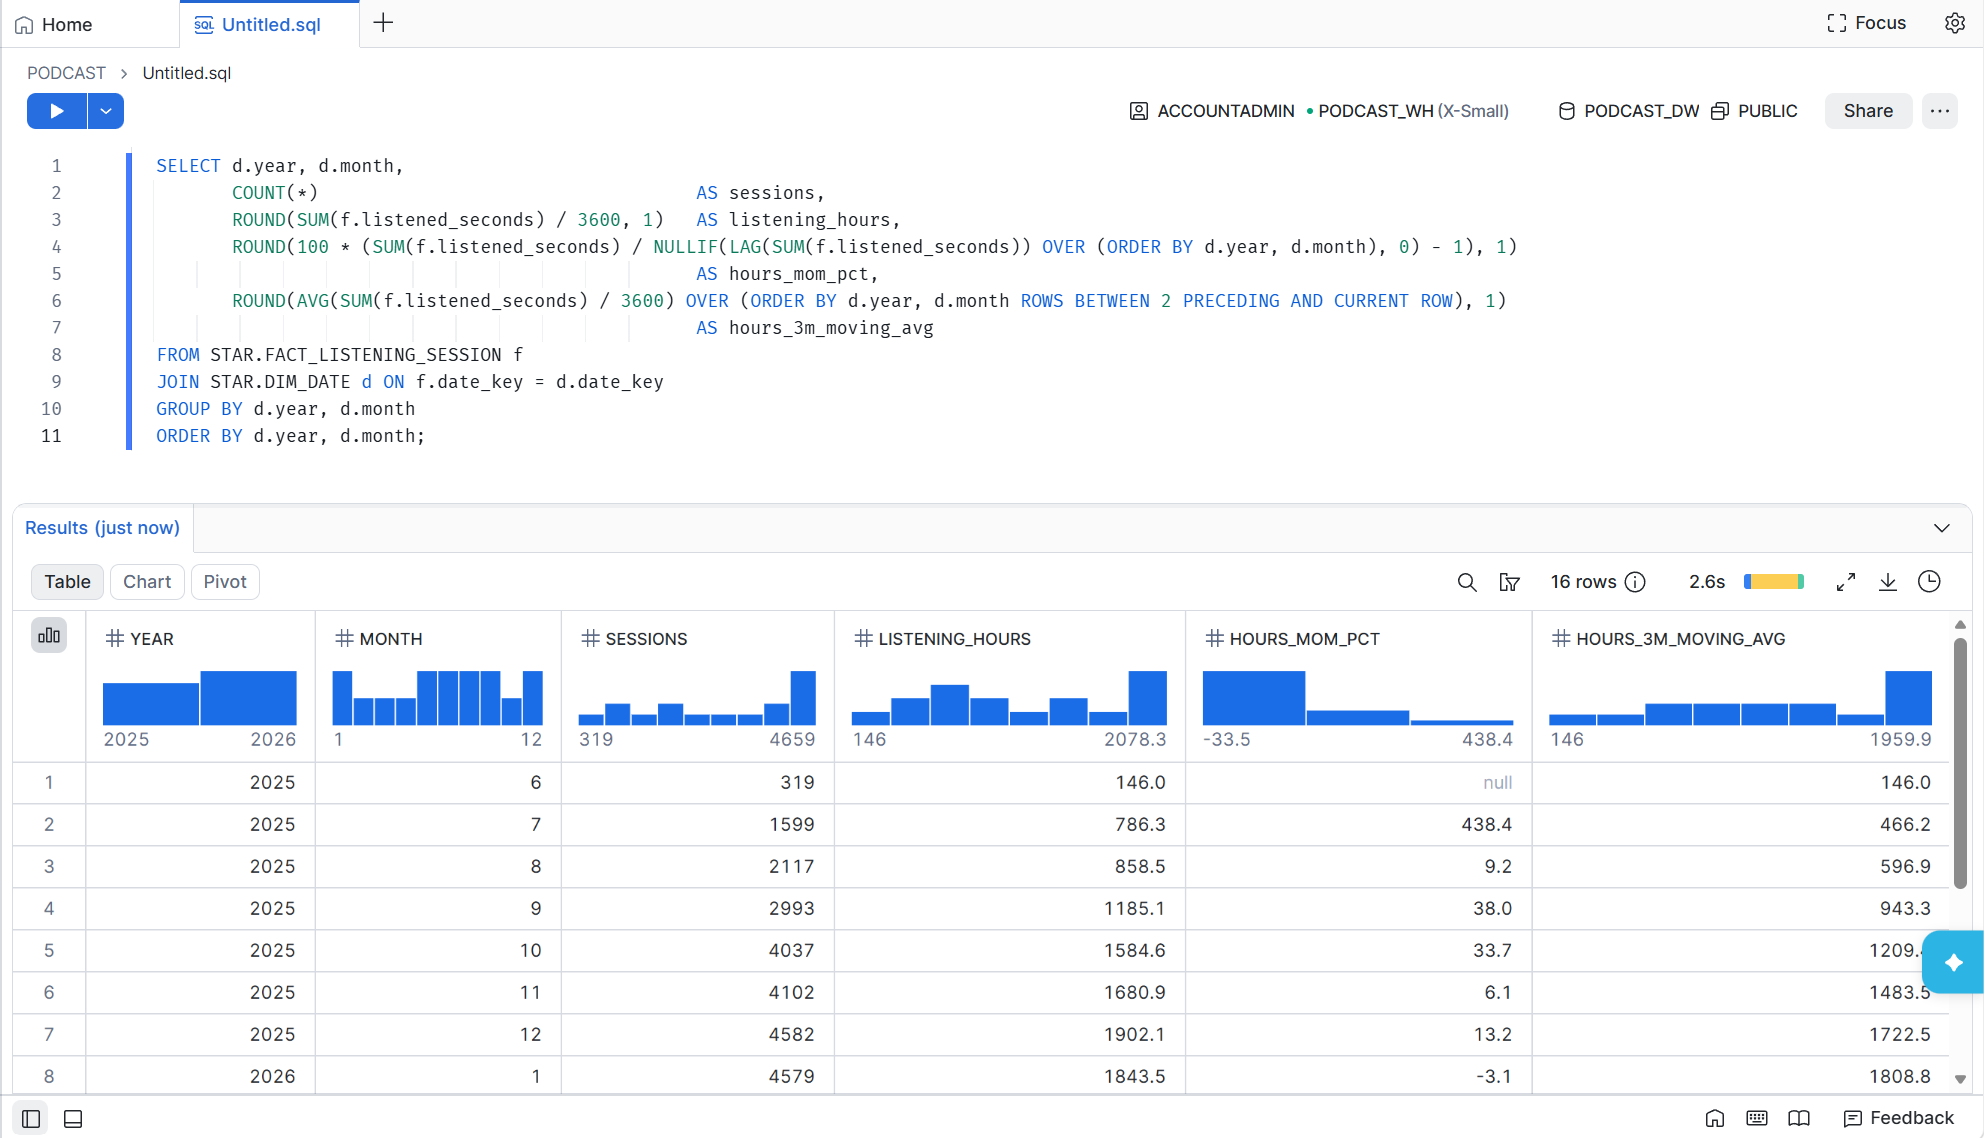 Home
Untitled.sql
Focus
PODCAST > Untitled.sql
ACCOUNTADMIN PODCAST_WH (X-Small) PODCAST_DW PUBLIC Share ...
1 SELECT d.year, d.month,
2 COUNT(*) AS sessions,
3 ROUND(SUM(f.listened_seconds) / 3600, 1) AS listening_hours,
4 ROUND(100 * (SUM(f.listened_seconds) / NULLIF(LAG(SUM(f.listened_seconds)) OVER (ORDER BY d.year, d.month), 0) - 1), 1)
5 AS hours_mom_pct,
6 ROUND(AVG(SUM(f.listened_seconds) / 3600) OVER (ORDER BY d.year, d.month ROWS BETWEEN 2 PRECEDING AND CURRENT ROW), 1)
7 AS hours_3m_moving_avg
8 FROM STAR.FACT_LISTENING_SESSION f
9 JOIN STAR.DIM_DATE d ON f.date_key = d.date_key
10 GROUP BY d.year, d.month
11 ORDER BY d.year, d.month;
Results (just now)
Table Chart Pivot 16 rows 2.6s
YEAR MONTH SESSIONS LISTENING_HOURS HOURS_MOM_PCT HOURS_3M_MOVING_AVG
2025 2026 1 12 319 4659 146 2078.3 -33.5 438.4 146 1959.9
1 2025 6 319 146.0 null 146.0
2 2025 7 1599 786.3 438.4 466.2
3 2025 8 2117 858.5 9.2 596.9
4 2025 9 2993 1185.1 38.0 943.3
5 2025 10 4037 1584.6 33.7 1209.
6 2025 11 4102 1680.9 6.1 1483.5
7 2025 12 4582 1902.1 13.2 1722.5
8 2026 1 4579 1843.5 -3.1 1808.8
Feedback